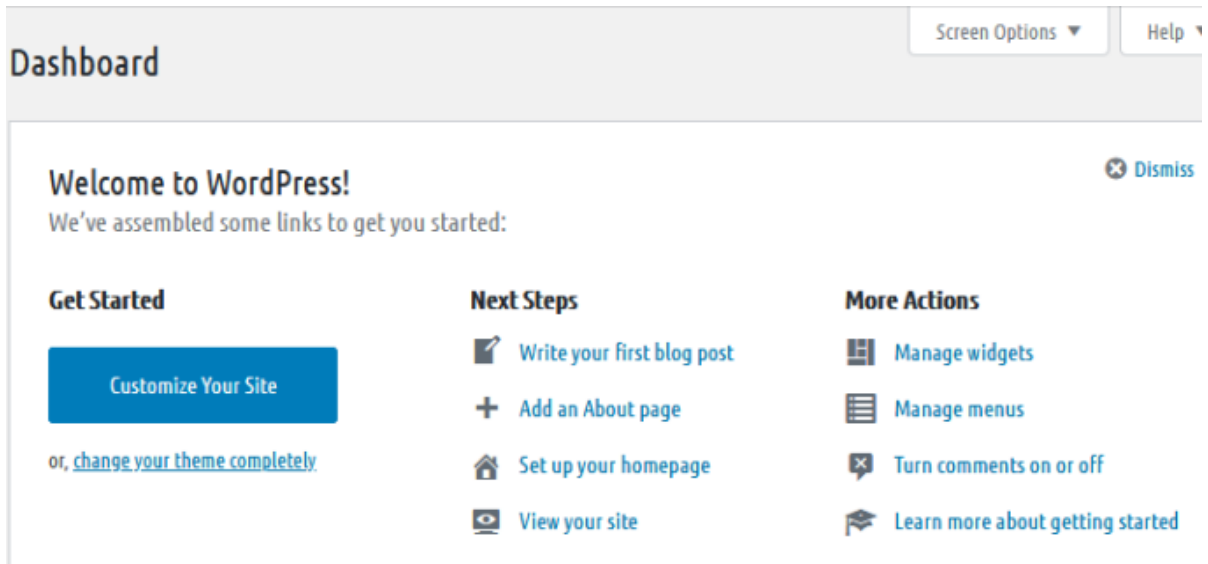 Screen Options ▼
Help ▼
Dashboard
Welcome to WordPress!
Dismiss
We've assembled some links to get you started:
Get Started
Customize Your Site
or, change your theme completely
Next Steps
Write your first blog post
Add an About page
Set up your homepage
View your site
More Actions
Manage widgets
Manage menus
Turn comments on or off
Learn more about getting started